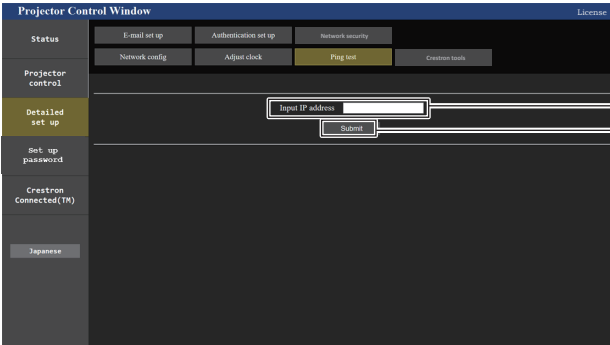 Projector Control Window
License
Status
Projector
control
Detailed
set up
Set up
password
Crestron
Connected(TM)
Japanese
E-mail set up
Authentication set up
Network security
Network config
Adjust clock
Ping test
Crestron tools
Input IP address
Submit